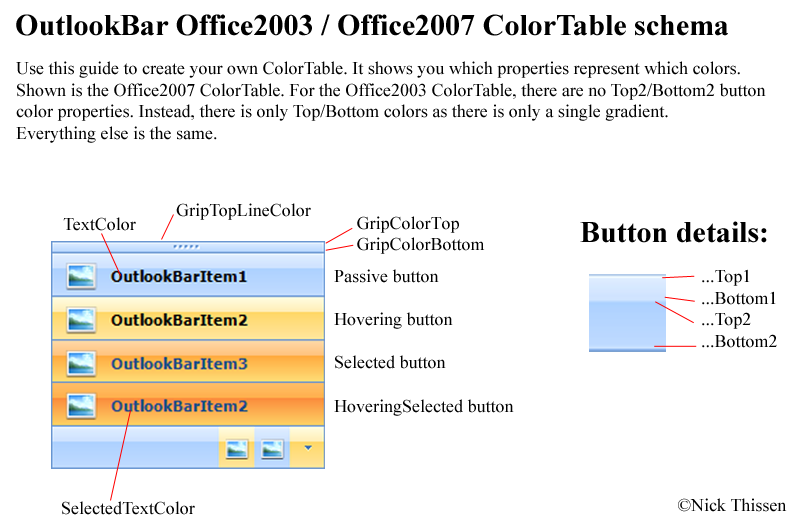 OutlookBar Office2003 / Office2007 ColorTable schema
Use this guide to create your own ColorTable. It shows you which properties represent which colors.
Shown is the Office2007 ColorTable. For the Office2003 ColorTable, there are no Top2/Bottom2 button
color properties. Instead, there is only Top/Bottom colors as there is only a single gradient.
Everything else is the same.
GripTopLineColor
TextColor
GripColorTop
GripColorBottom
OutlookBarItem1
Passive button
OutlookBarItem2
Hovering button
OutlookBarItem3
Selected button
OutlookBarItem2
HoveringSelected button
SelectedTextColor
Button details:
...Top1
...Bottom1
...Top2
...Bottom2
©Nick Thissen